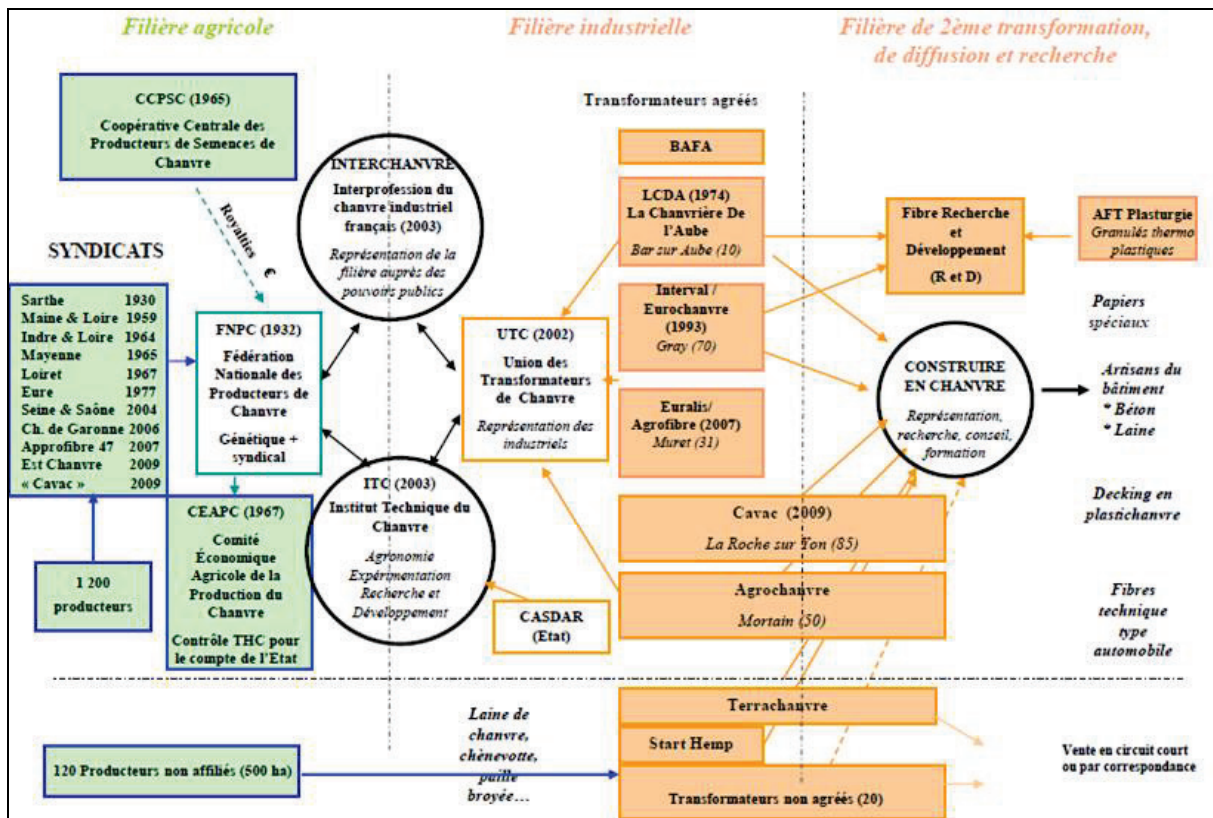 Filière agricole
Filière industrielle
Filière de 2ème transformation,
de diffusion et recherche
CCPSC (1965)
Coopérative Centrale des
Producteurs de Semences de
Chanvre
Royalties €
SYNDICATS
Sarthe 1930
Maine & Loire 1959
Indre & Loire 1964
Mayenne 1965
Loiret 1967
Eure 1977
Seine & Saône 2004
Ch. de Garonne 2006
Approfibre 47 2007
Est Chanvre 2009
« Cavac » 2009
1 200
producteurs
FNPC (1932)
Fédération
Nationale des
Producteurs de
Chanvre
Génétique +
syndical
CEAPC (1967)
Comité
Économique
Agricole de la
Production du
Chanvre
Contrôle THC pour
le compte de l'Etat
INTERCHANVRE
Interprofession du
chanvre industriel
français (2003)
Représentation de la
filière auprès des
pouvoirs publics
ITC (2003)
Institut Technique du
Chanvre
Agronomie
Expérimentation
Recherche et
Développement
UTC (2002)
Union des
Transformateurs
de Chanvre
Représentation des
industriels
CASDAR
(Etat)
Transformateurs agréés
BAFA
LCDA (1974)
La Chanvrière De
l'Aube
Bar sur Aube (10)
Interval /
Eurochanvre
(1993)
Gray (70)
Euralis/
Agrofibre (2007)
Muret (31)
Cavac (2009)
La Roche sur Yon (85)
Agrochanvre
Mortain (50)
Fibre Recherche
et
Développement
(R et D)
AFT Plasturgie
Granulés thermo
plastiques
CONSTRUIRE
EN CHANVRE
Représentation,
recherche, conseil,
formation
Papiers
spéciaux
Artisans du
bâtiment
* Béton
* Laine
Decking en
plastichanvre
Fibres
technique
type
automobile
120 Producteurs non affiliés (500 ha)
Laine de
chanvre,
chènevotte,
paille
broyée…
Terrachanvre
Start Hemp
Transformateurs non agréés (20)
Vente en circuit court
ou par correspondance